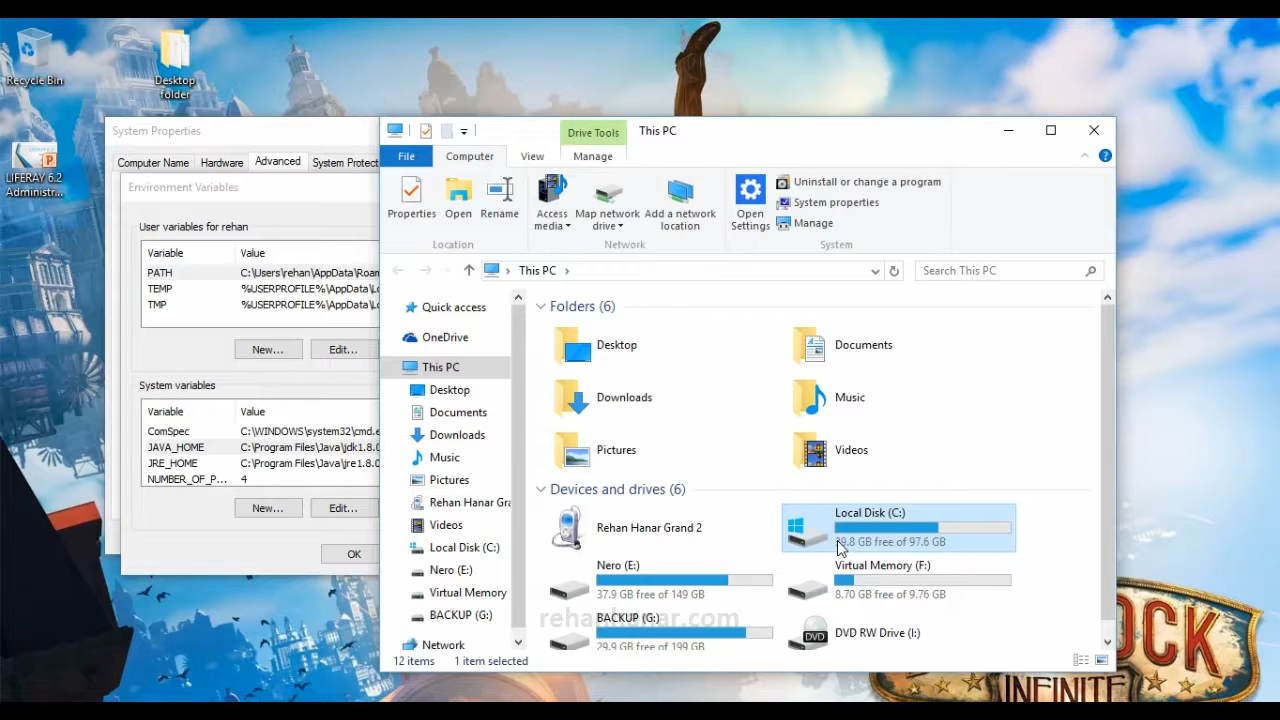 Recycle Bin
Desktop
folder
LIFERAY 6.2
Administr...
System Properties
Computer Name
Hardware
Advanced
System Protect
Environment Variables
User variables for rehan
Variable
Value
PATH
C:\Users\rehan\AppData\Roan
TEMP
%USERPROFILE%\AppData\Lo
TMP
%USERPROFILE%\AppData\Lo
New...
Edit...
System variables
Variable
Value
ComSpec
C:\WINDOWS\system32\cmd.e
JAVA_HOME
C:\Program Files\Java\jdk1.8.0
JRE_HOME
C:\Program Files\Java\jre1.8.0
NUMBER_OF_P...
4
New...
Edit...
OK
Drive Tools
This PC
File
Computer
View
Manage
Properties
Open
Rename
Access
media
Map network
drive
Add a network
location
Open
Settings
Uninstall or change a program
System properties
Manage
Location
Network
System
This PC
Search This PC
Quick access
OneDrive
This PC
Desktop
Documents
Downloads
Music
Pictures
Rehan Hanar Gra
Videos
Local Disk (C:)
Nero (E:)
Virtual Memory
BACKUP (G:)
Network
Folders (6)
Desktop
Documents
Downloads
Music
Pictures
Videos
Devices and drives (6)
Rehan Hanar Grand 2
Local Disk (C:)
9.8 GB free of 97.6 GB
Nero (E:)
37.9 GB free of 149 GB
Virtual Memory (F:)
8.70 GB free of 9.76 GB
BACKUP (G:)
29.9 GB free of 199 GB
DVD
DVD RW Drive (I:)
rehanhanar.com
12 items
1 item selected
OCK
INFINITE